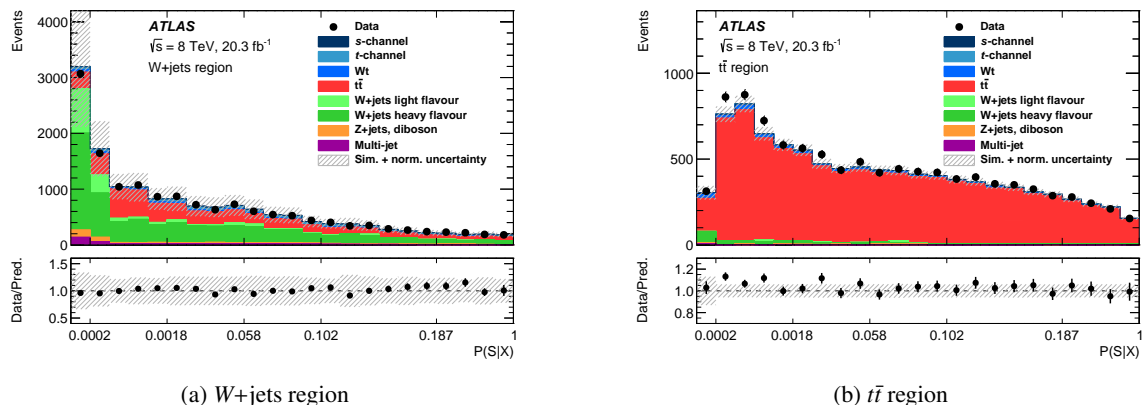 Events
4000
3000
2000
1000
0
ATLAS
√s = 8 TeV, 20.3 fb⁻¹
W+jets region
Data
s-channel
t-channel
Wt
tt̄
W+jets light flavour
W+jets heavy flavour
Z+jets, diboson
Multi-jet
Sim. + norm. uncertainty
Data/Pred.
1.5
1.0
0.5
0.0002 0.0018 0.058 0.102 0.187 1
P(S|X)
(a) W+jets region
Events
1000
500
0
ATLAS
√s = 8 TeV, 20.3 fb⁻¹
tt̄ region
Data
s-channel
t-channel
Wt
tt̄
W+jets light flavour
W+jets heavy flavour
Z+jets, diboson
Multi-jet
Sim. + norm. uncertainty
Data/Pred.
1.2
1.0
0.8
0.0002 0.0018 0.058 0.102 0.187 1
P(S|X)
(b) tt̄ region